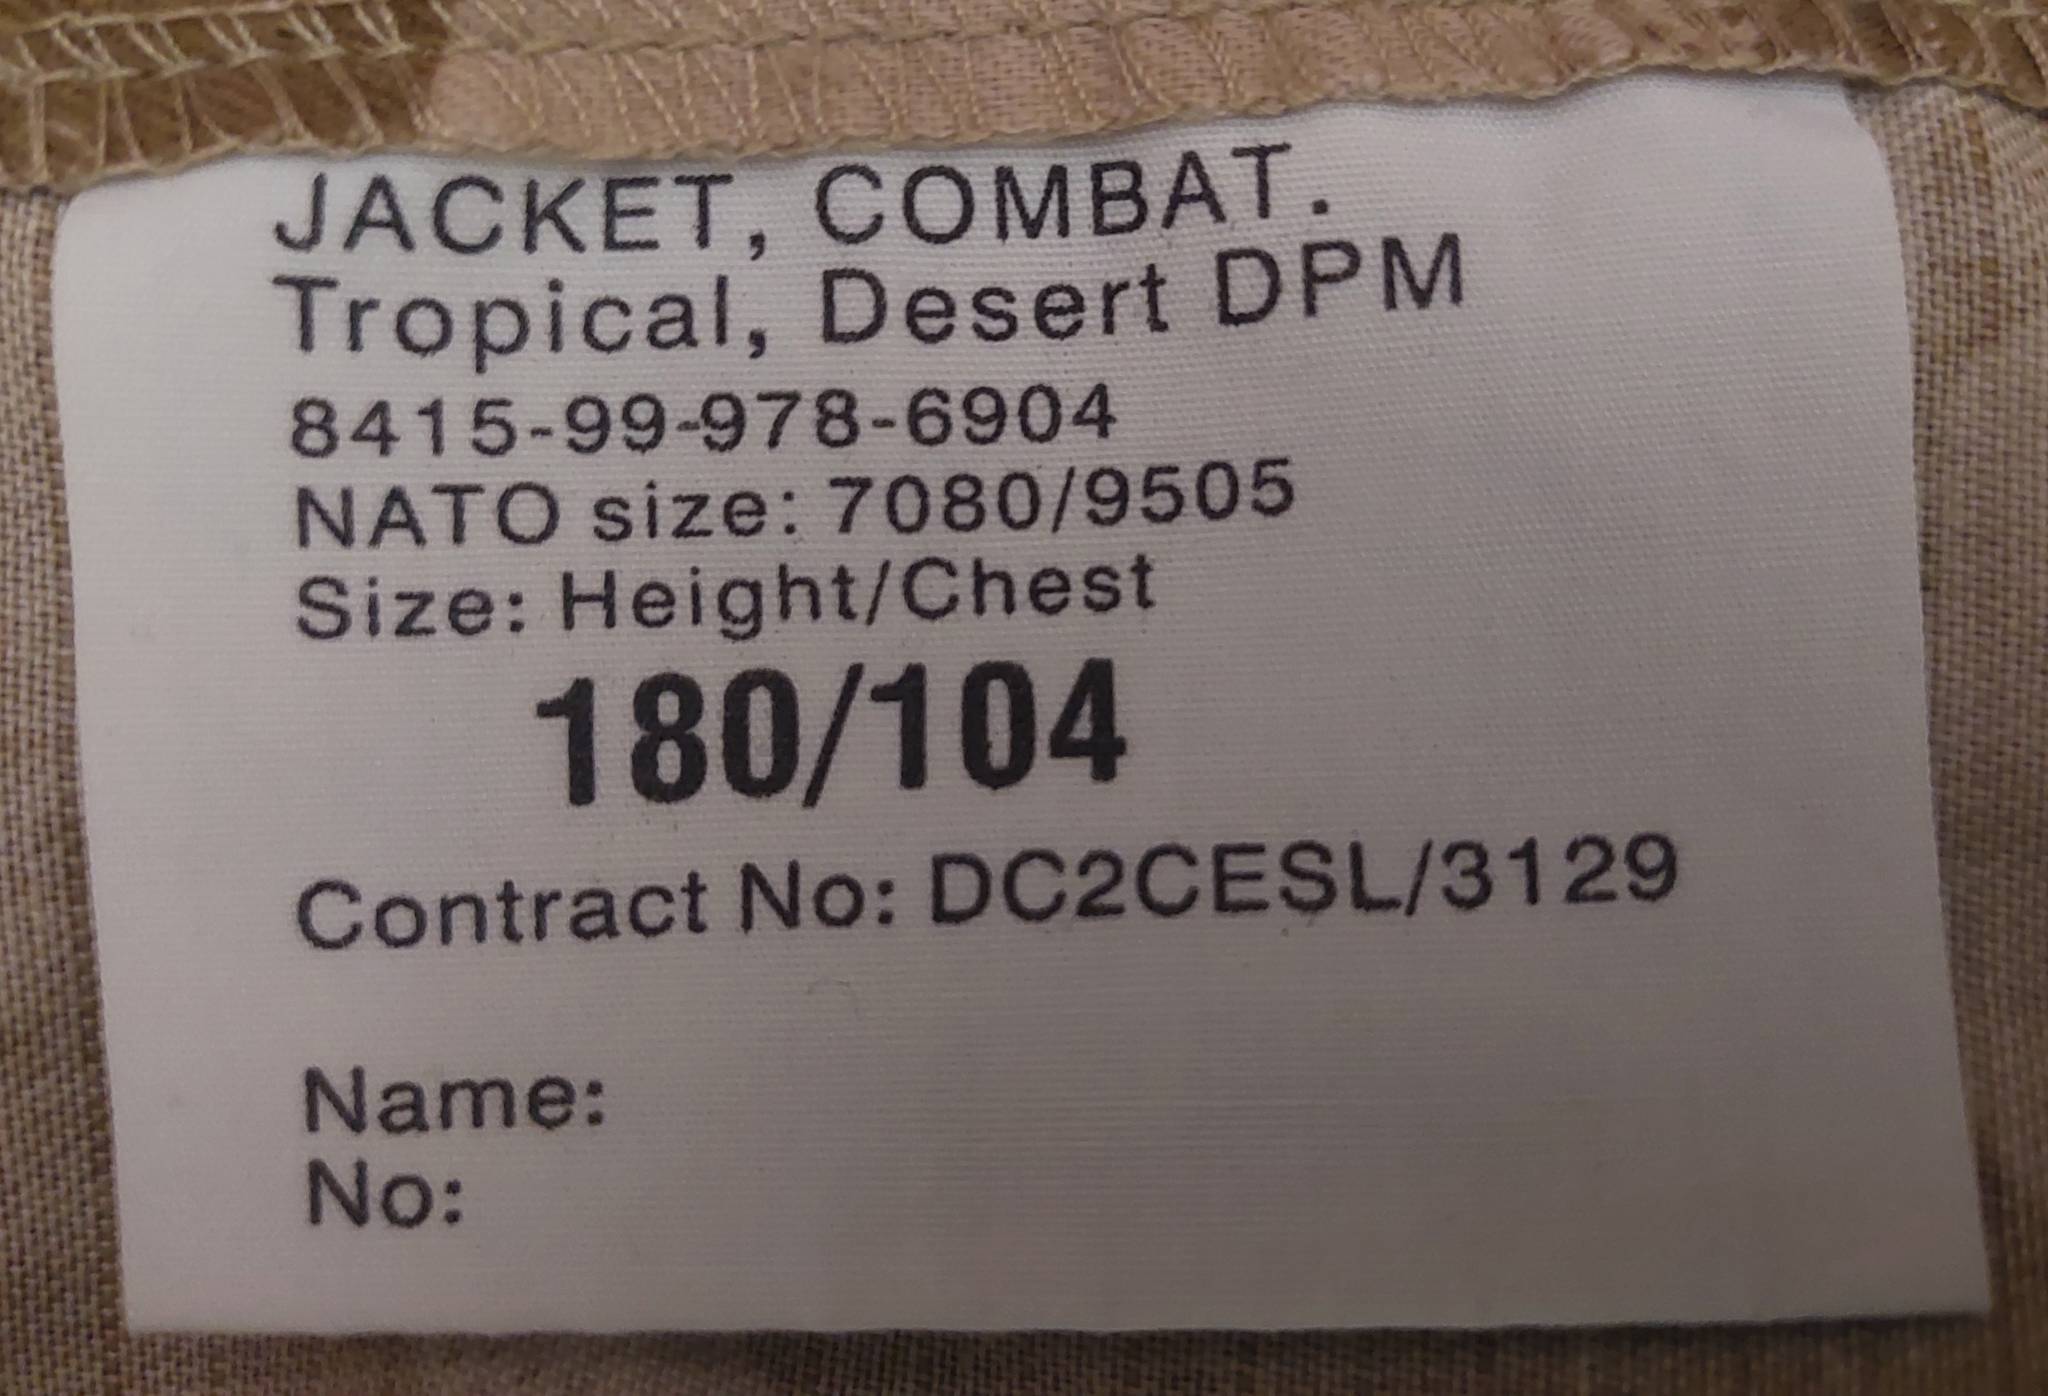 JACKET, COMBAT.
Tropical, Desert DPM
8415-99-978-6904
NATO size: 7080/9505
Size: Height/Chest
180/104
Contract No: DC2CESL/3129
Name:
No: